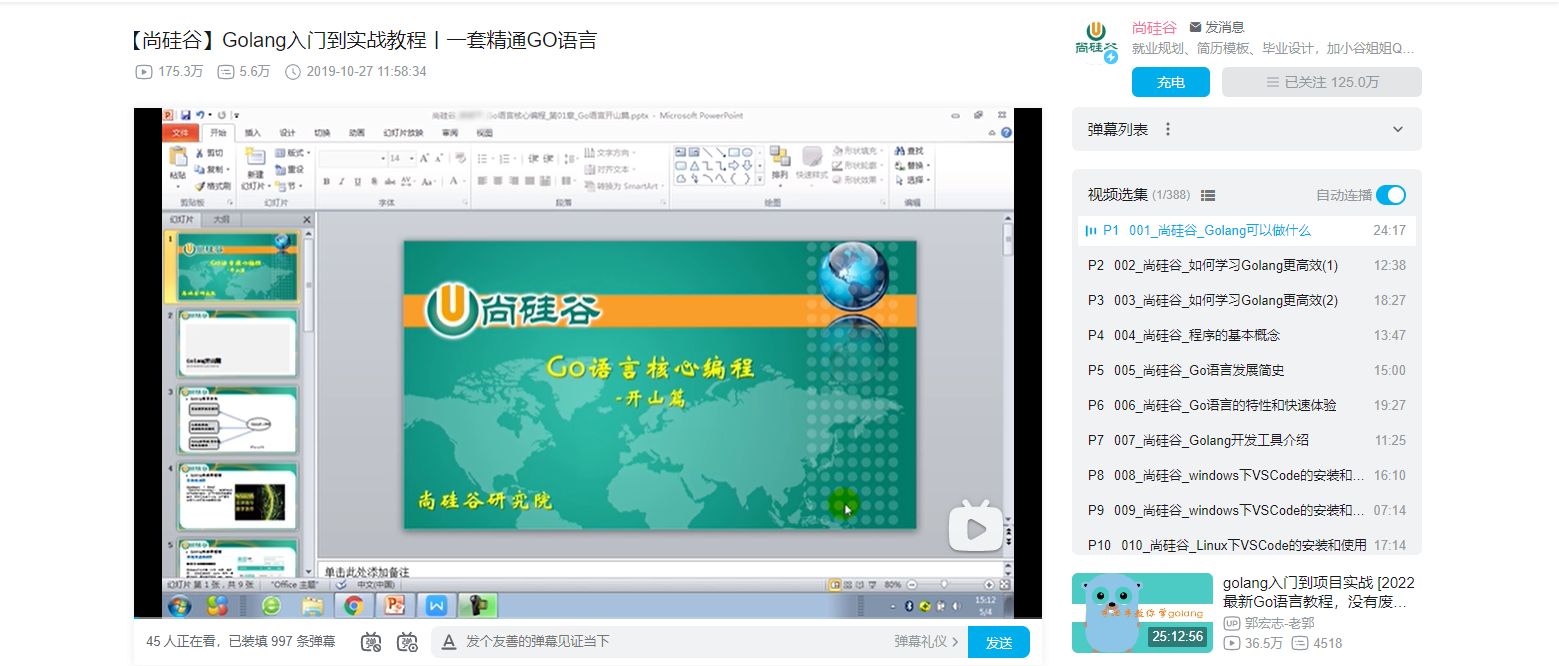 【尚硅谷】Golang入门到实战教程丨一套精通GO语言
175.3万 5.6万 2019-10-27 11:58:34
尚硅谷 发消息
就业规划、简历模板、毕业设计，加小谷姐姐Q...
充电 已关注 125.0万
Go语言核心编程_第01章_Go语言开山篇.pptx - Microsoft PowerPoint
文件 开始 插入 设计 切换 动画 幻灯片放映 审阅 视图
粘贴 剪切 复制 格式刷
新建 幻灯片 版式 重设 节
14
文字方向 对齐文本 转换为 SmartArt
排列 快速样式 形状填充 形状轮廓 形状效果
查找 替换 选择
剪贴板 幻灯片 字体 段落 绘图 编辑
幻灯片 大纲
1
2
3
4
5
尚硅谷
Go语言核心编程
-开山篇
尚硅谷研究院
单击此处添加备注
幻灯片 第 1 张，共 9 张 "Office 主题" 中文(中国) 80%
15:12
5/4
45 人正在看，已装填 997 条弹幕 发个友善的弹幕见证当下 弹幕礼仪 发送
弹幕列表
视频选集 (1/388) 自动连播
P1 001_尚硅谷_Golang可以做什么 24:17
P2 002_尚硅谷_如何学习Golang更高效(1) 12:38
P3 003_尚硅谷_如何学习Golang更高效(2) 18:27
P4 004_尚硅谷_程序的基本概念 13:47
P5 005_尚硅谷_Go语言发展简史 15:00
P6 006_尚硅谷_Go语言的特性和快速体验 19:27
P7 007_尚硅谷_Golang开发工具介绍 11:25
P8 008_尚硅谷_windows下VSCode的安装和... 16:10
P9 009_尚硅谷_windows下VSCode的安装和... 07:14
P10 010_尚硅谷_Linux下VSCode的安装和使用 17:14
25:12:56
golang入门到项目实战 [2022
最新Go语言教程，没有废...
UP 郭宏志-老郭
36.5万 4518